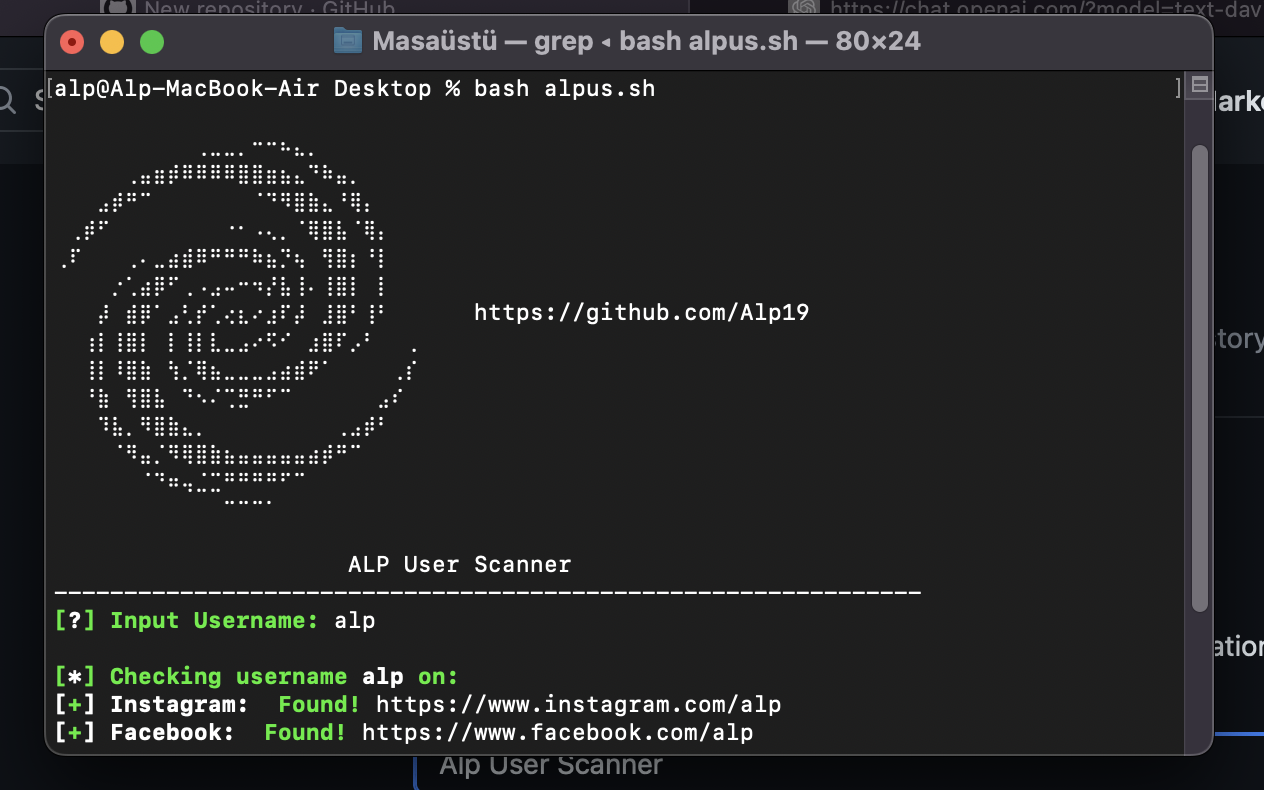 New repository · GitHub
https://chat.openai.com/?model=text-dav
Masaüstü — grep ◂ bash alpus.sh — 80×24
[alp@Alp-MacBook-Air Desktop % bash alpus.sh ]
https://github.com/Alp19
ALP User Scanner
--------------------------------------------------------------
[?] Input Username: alp
[*] Checking username alp on:
[+] Instagram:  Found! https://www.instagram.com/alp
[+] Facebook:  Found! https://www.facebook.com/alp
Alp User Scanner